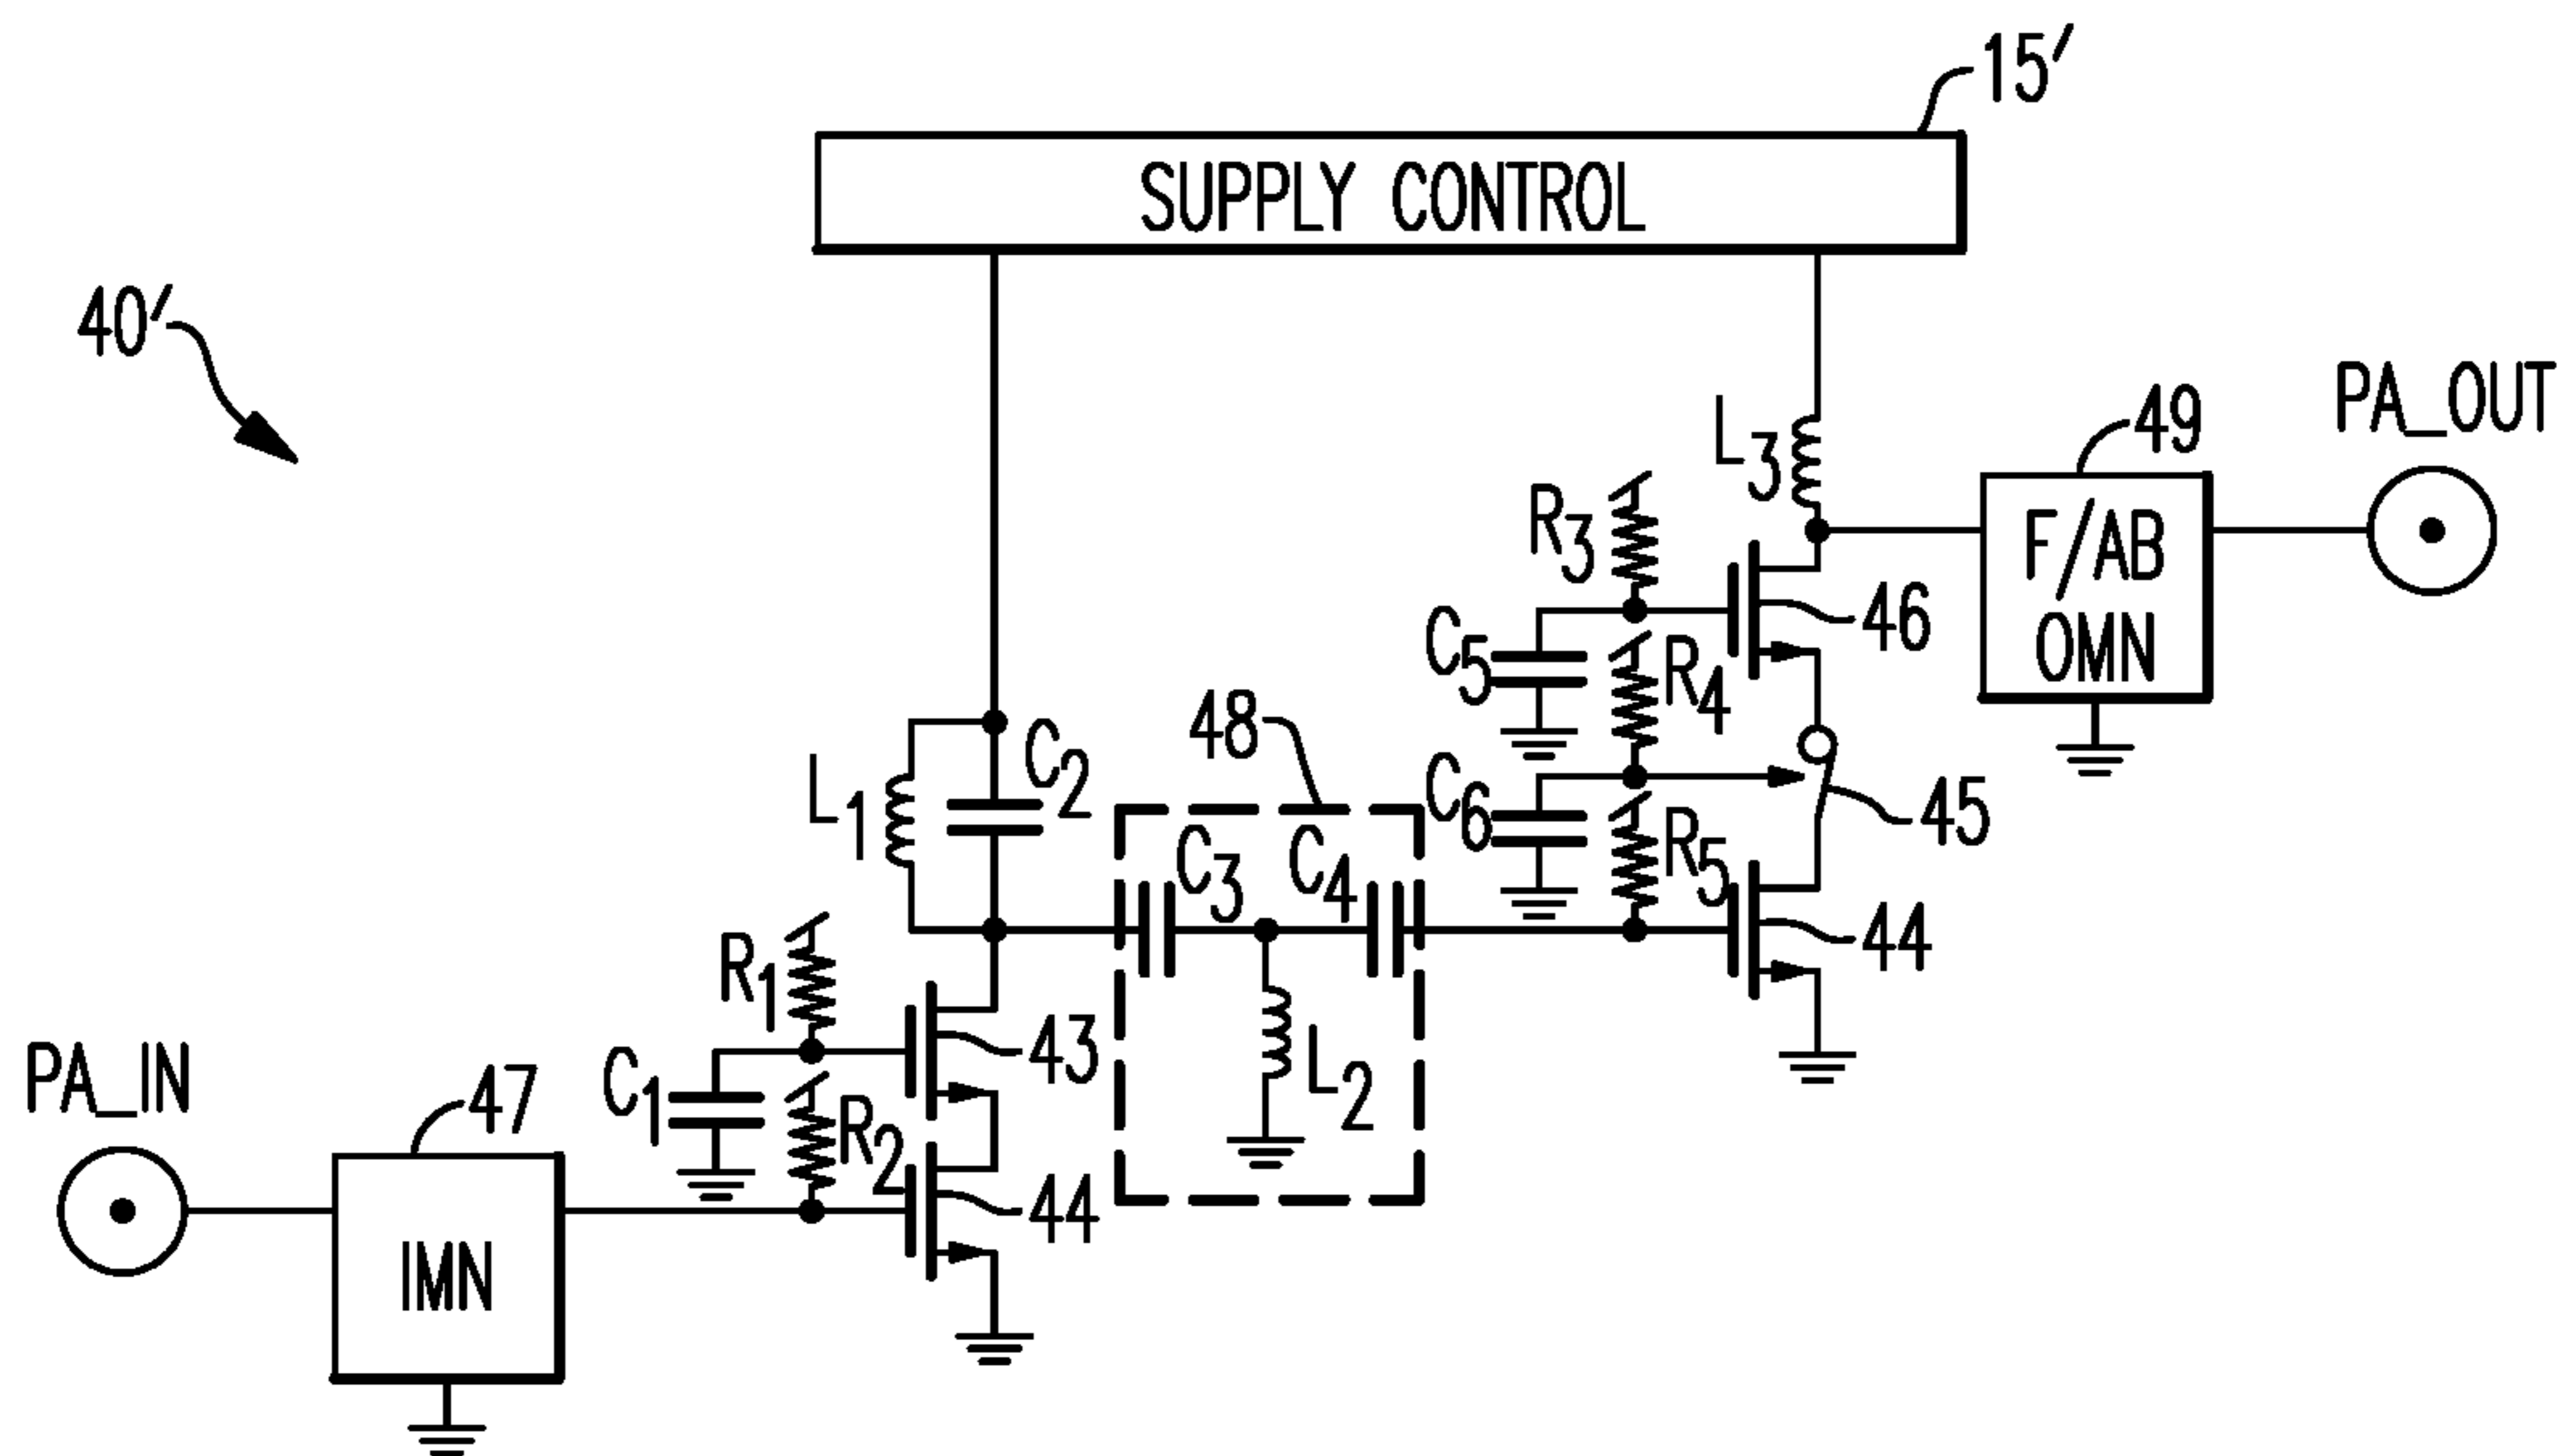 15′
SUPPLY CONTROL
40′
PA_OUT
49
L3
R3
F/AB
OMN
46
C5
R4
48
C2
L1
C6
45
R5
C3
C4
44
R1
43
L2
PA_IN
47
C1
R2
44
IMN